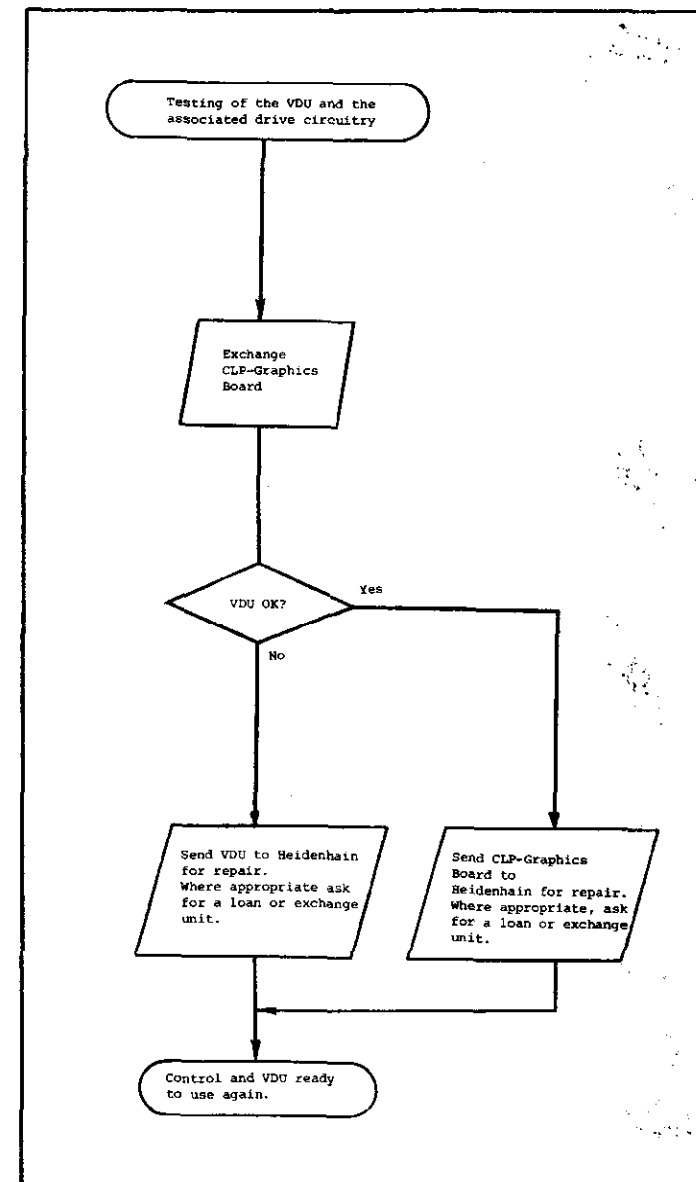 Testing of the VDU and the
associated drive circuitry
Exchange
CLP-Graphics
Board
VDU OK?
Yes
No
Send VDU to Heidenhain
for repair.
Where appropriate ask
for a loan or exchange
unit.
Send CLP-Graphics
Board to
Heidenhain for repair.
Where appropriate, ask
for a loan or exchange
unit.
Control and VDU ready
to use again.